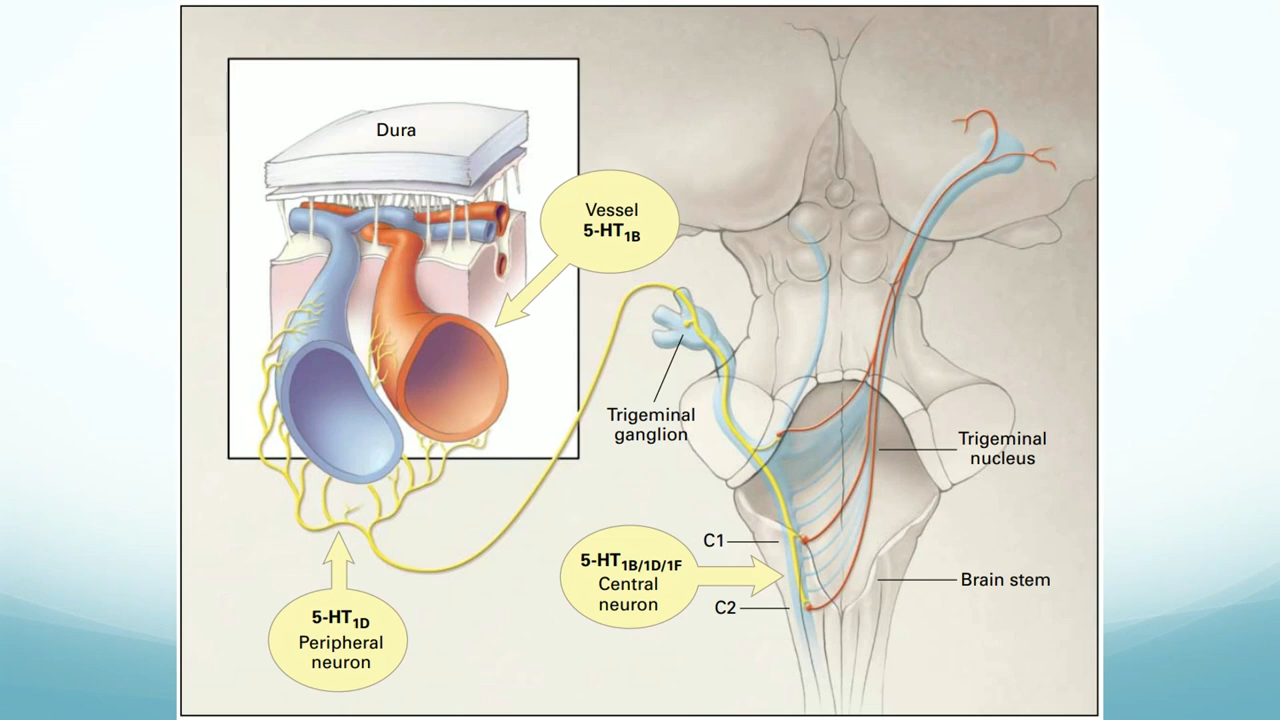 Dura
Vessel
5-HT1B
Trigeminal
ganglion
Trigeminal
nucleus
C1
5-HT1B/1D/1F
Central
neuron
C2
Brain stem
5-HT1D
Peripheral
neuron